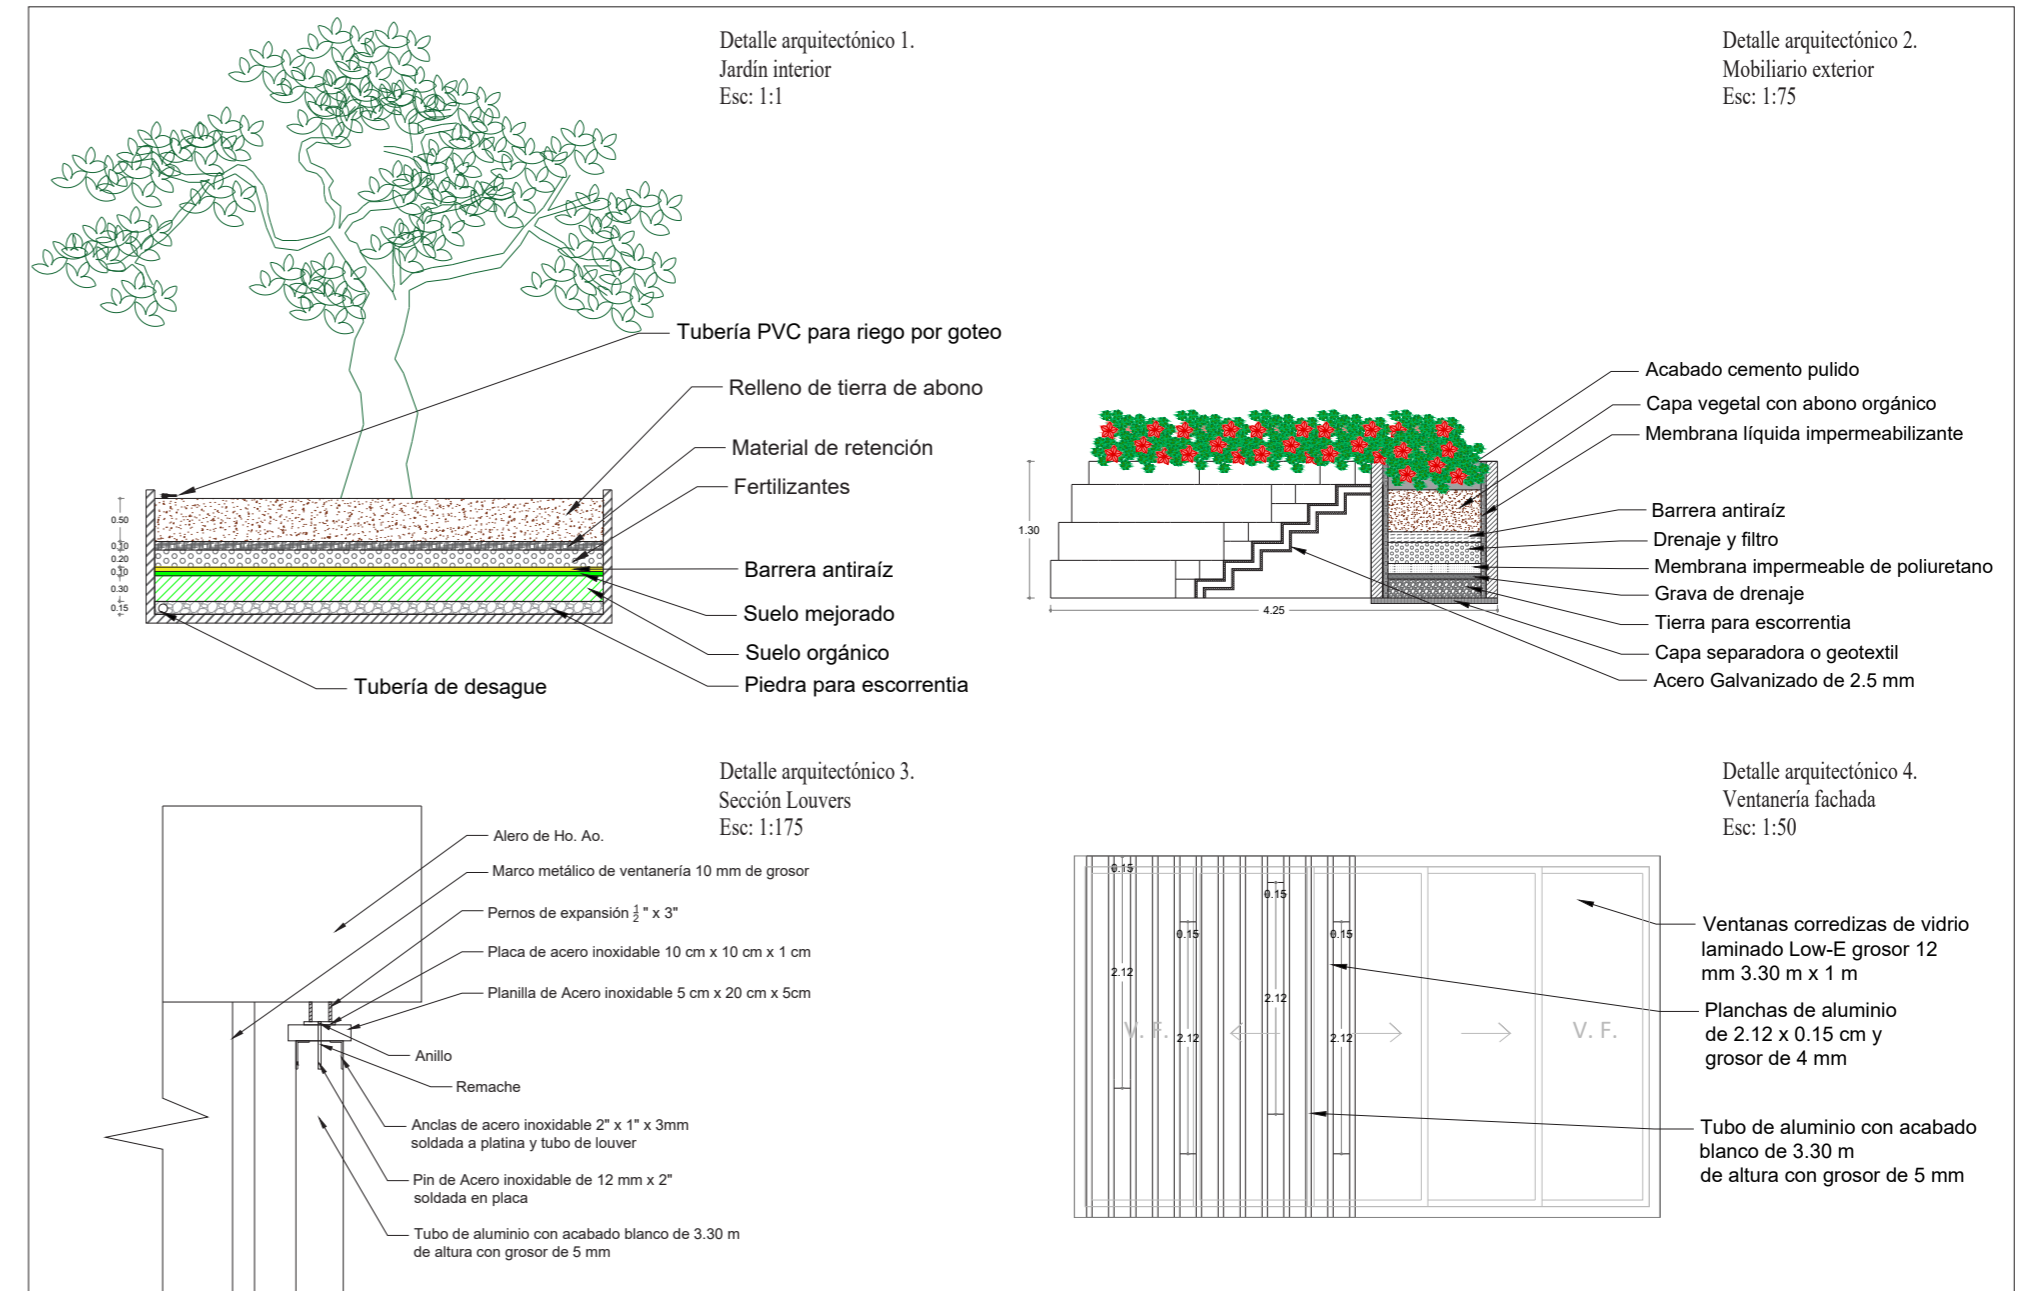 Detalle arquitectónico 1.
Jardín interior
Esc: 1:1
Tubería PVC para riego por goteo
Relleno de tierra de abono
Material de retención
Fertilizantes
Barrera antiraíz
Suelo mejorado
Suelo orgánico
Piedra para escorrentia
Tubería de desague
0.50
0.10
0.20
0.10
0.30
0.15
Detalle arquitectónico 2.
Mobiliario exterior
Esc: 1:75
Acabado cemento pulido
Capa vegetal con abono orgánico
Membrana líquida impermeabilizante
Barrera antiraíz
Drenaje y filtro
Membrana impermeable de poliuretano
Grava de drenaje
Tierra para escorrentia
Capa separadora o geotextil
Acero Galvanizado de 2.5 mm
1.30
4.25
Detalle arquitectónico 3.
Sección Louvers
Esc: 1:175
Alero de Ho. Ao.
Marco metálico de ventanería 10 mm de grosor
Pernos de expansión ½ " x 3"
Placa de acero inoxidable 10 cm x 10 cm x 1 cm
Planilla de Acero inoxidable 5 cm x 20 cm x 5cm
Anillo
Remache
Anclas de acero inoxidable 2" x 1" x 3mm
soldada a platina y tubo de louver
Pin de Acero inoxidable de 12 mm x 2"
soldada en placa
Tubo de aluminio con acabado blanco de 3.30 m
de altura con grosor de 5 mm
Detalle arquitectónico 4.
Ventanería fachada
Esc: 1:50
0.15
0.15
0.15
0.15
2.12
2.12
2.12
2.12
V. F.
V. F.
Ventanas corredizas de vidrio
laminado Low-E grosor 12
mm 3.30 m x 1 m
Planchas de aluminio
de 2.12 x 0.15 cm y
grosor de 4 mm
Tubo de aluminio con acabado
blanco de 3.30 m
de altura con grosor de 5 mm